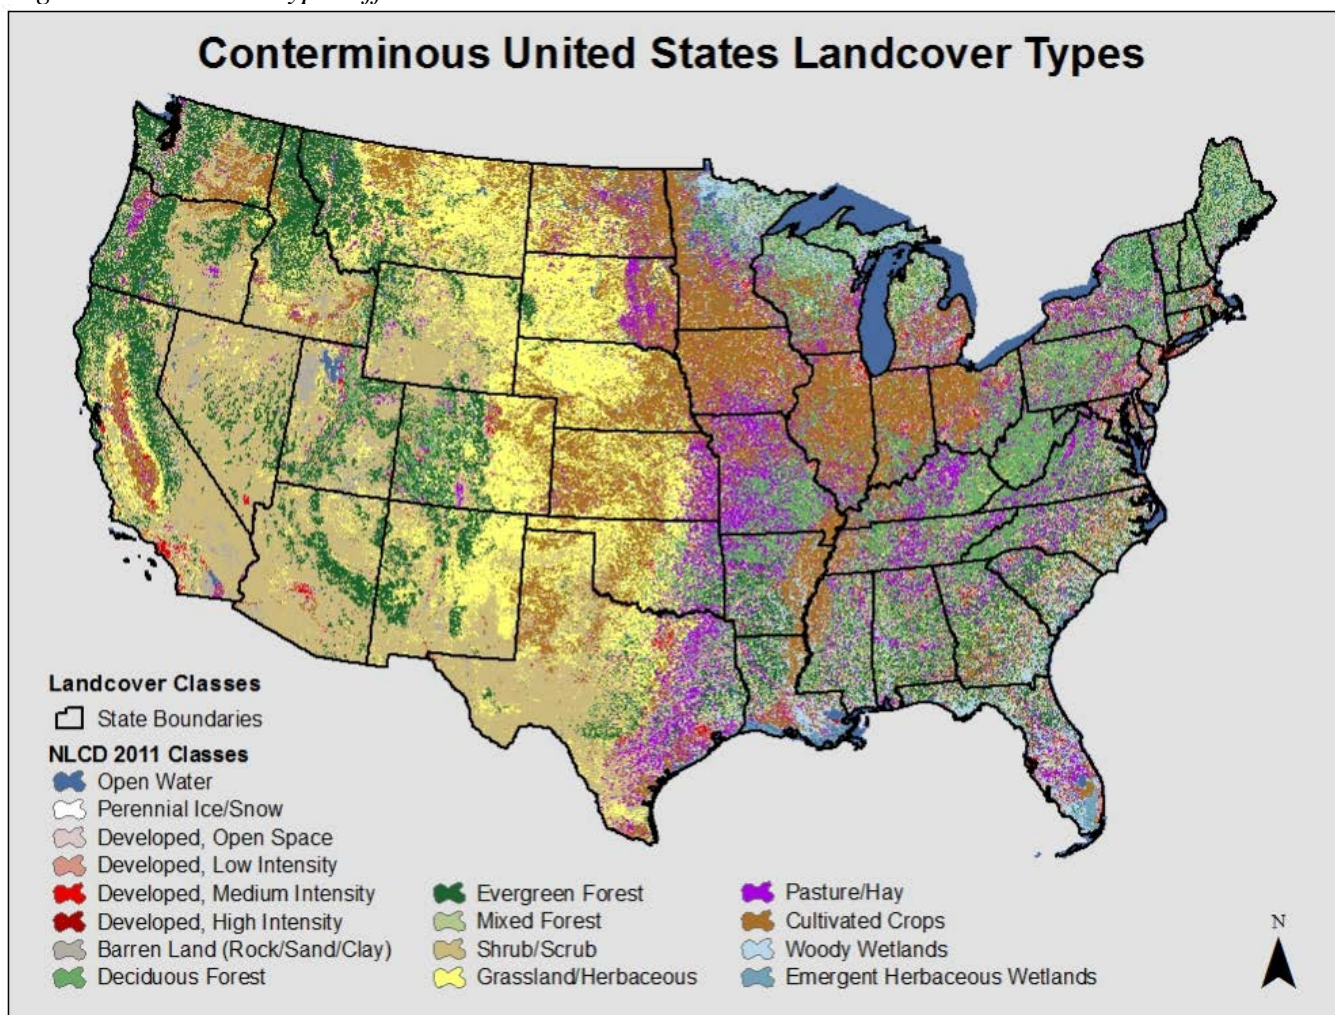 Conterminous United States Landcover Types
Landcover Classes
State Boundaries
NLCD 2011 Classes
Open Water
Perennial Ice/Snow
Developed, Open Space
Developed, Low Intensity
Developed, Medium Intensity
Developed, High Intensity
Barren Land (Rock/Sand/Clay)
Deciduous Forest
Evergreen Forest
Mixed Forest
Shrub/Scrub
Grassland/Herbaceous
Pasture/Hay
Cultivated Crops
Woody Wetlands
Emergent Herbaceous Wetlands
N